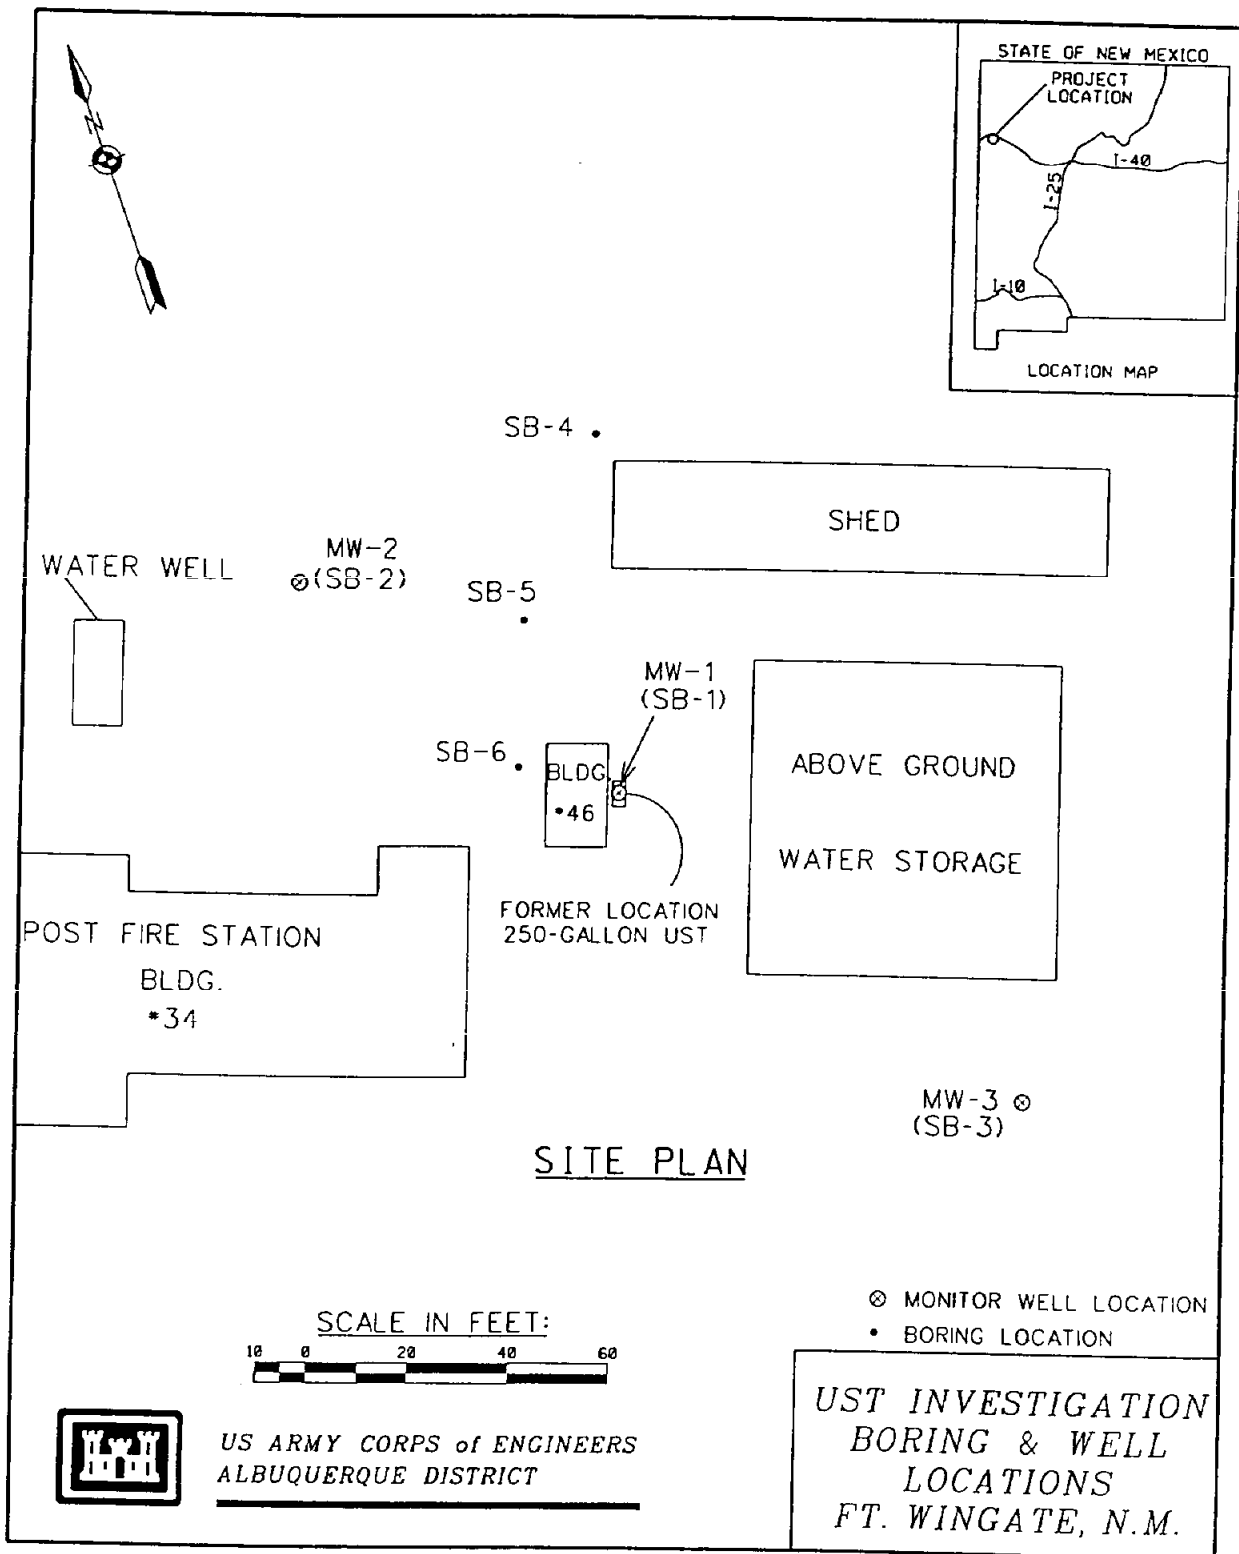 N
STATE OF NEW MEXICO
PROJECT
LOCATION
I-40
I-25
I-10
LOCATION MAP
SB-4
SHED
WATER WELL
MW-2
(SB-2)
SB-5
MW-1
(SB-1)
SB-6
BLDG.
*46
ABOVE GROUND
WATER STORAGE
FORMER LOCATION
250-GALLON UST
POST FIRE STATION
BLDG.
*34
MW-3
(SB-3)
SITE PLAN
SCALE IN FEET:
10 0 20 40 60
MONITOR WELL LOCATION
BORING LOCATION
US ARMY CORPS of ENGINEERS
ALBUQUERQUE DISTRICT
UST INVESTIGATION
BORING & WELL
LOCATIONS
FT. WINGATE, N.M.